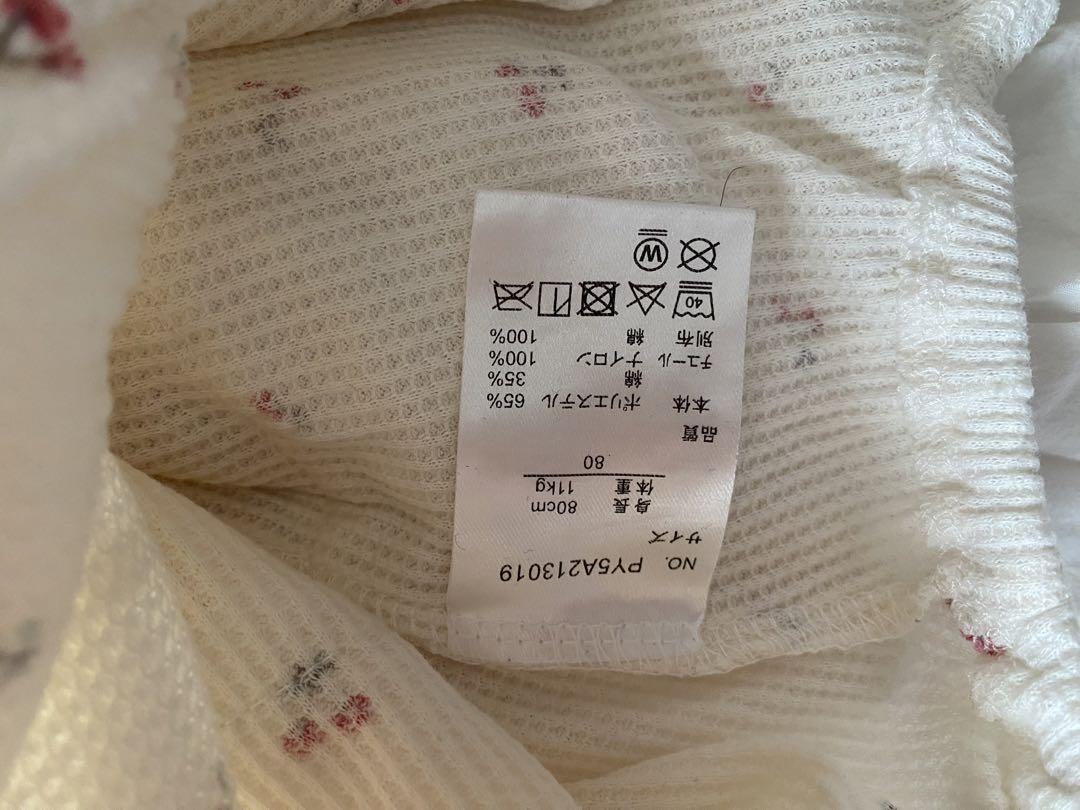 NO. PY5A213019
サイズ
身長 80cm
体重 11kg
80
品質
本体 ポリエステル 65%
綿 35%
チュール ナイロン 100%
別布 綿 100%
40
W